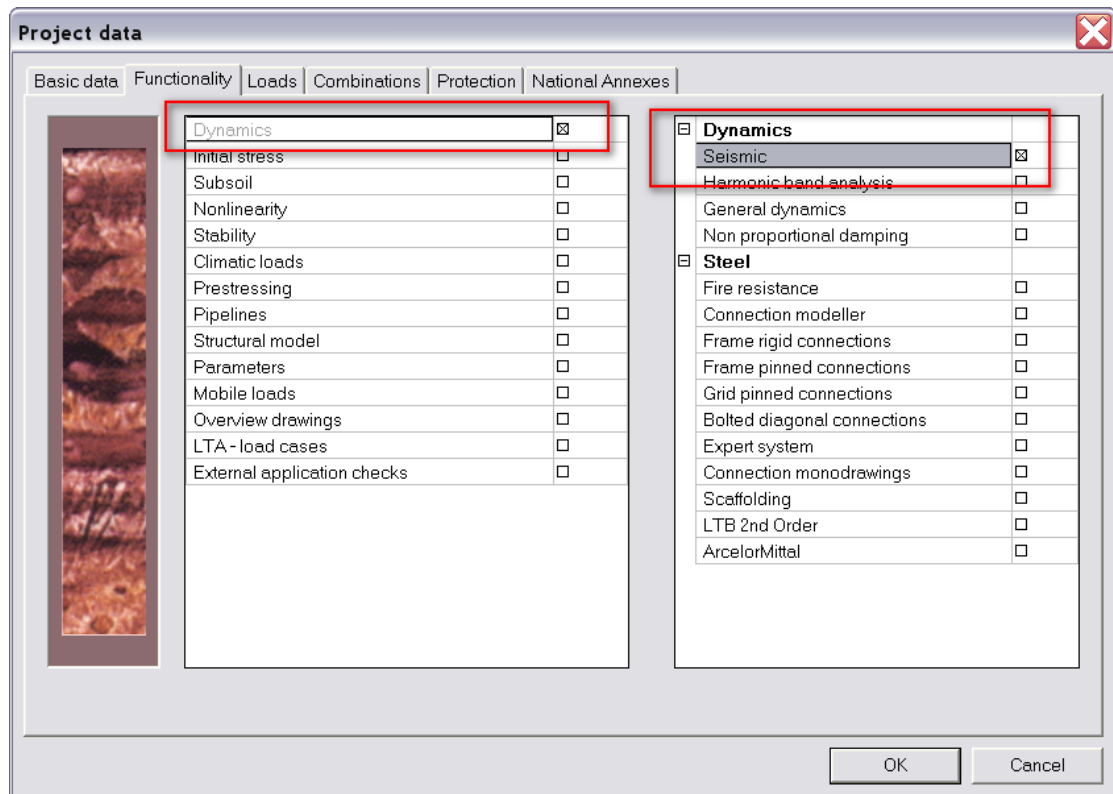 Project data
Basic data Functionality Loads Combinations Protection National Annexes
Dynamics
Initial stress
Subsoil
Nonlinearity
Stability
Climatic loads
Prestressing
Pipelines
Structural model
Parameters
Mobile loads
Overview drawings
LTA - load cases
External application checks
Dynamics
Seismic
Harmonic band analysis
General dynamics
Non proportional damping
Steel
Fire resistance
Connection modeller
Frame rigid connections
Frame pinned connections
Grid pinned connections
Bolted diagonal connections
Expert system
Connection monodrawings
Scaffolding
LTB 2nd Order
ArcelorMittal
OK Cancel